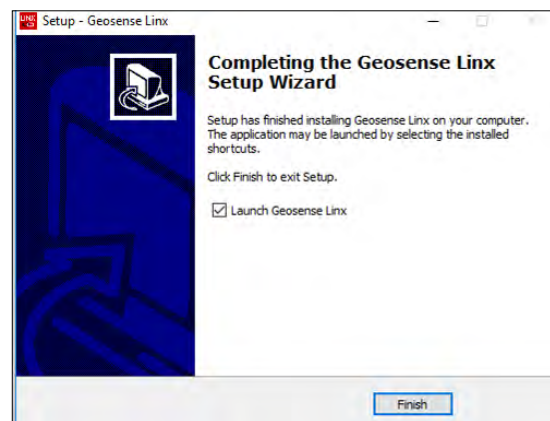 LINX
Setup - Geosense Linx
Completing the Geosense Linx
Setup Wizard
Setup has finished installing Geosense Linx on your computer.
The application may be launched by selecting the installed
shortcuts.
Click Finish to exit Setup.
Launch Geosense Linx
Finish